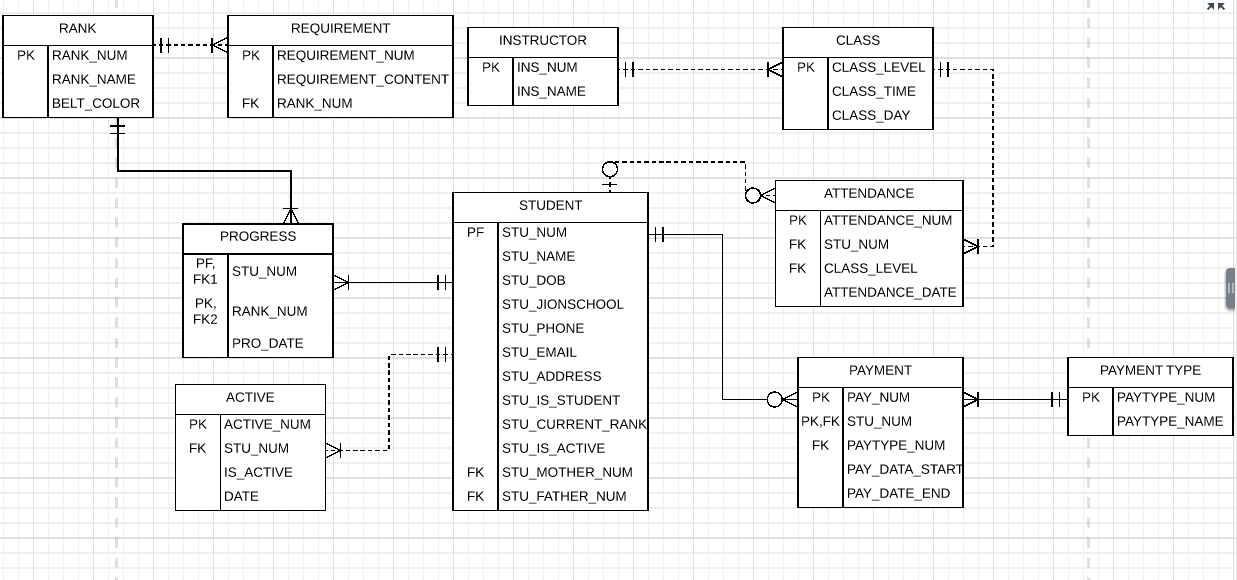 RANK
PK RANK_NUM
RANK_NAME
BELT_COLOR
REQUIREMENT
PK REQUIREMENT_NUM
REQUIREMENT_CONTENT
FK RANK_NUM
INSTRUCTOR
PK INS_NUM
INS_NAME
CLASS
PK CLASS_LEVEL
CLASS_TIME
CLASS_DAY
ATTENDANCE
PK ATTENDANCE_NUM
FK STU_NUM
FK CLASS_LEVEL
ATTENDANCE_DATE
STUDENT
PF STU_NUM
STU_NAME
STU_DOB
STU_JIONSCHOOL
STU_PHONE
STU_EMAIL
STU_ADDRESS
STU_IS_STUDENT
STU_CURRENT_RANK
STU_IS_ACTIVE
FK STU_MOTHER_NUM
FK STU_FATHER_NUM
PROGRESS
PF,
FK1 STU_NUM
PK,
FK2 RANK_NUM
PRO_DATE
ACTIVE
PK ACTIVE_NUM
FK STU_NUM
IS_ACTIVE
DATE
PAYMENT
PK PAY_NUM
PK,FK STU_NUM
FK PAYTYPE_NUM
PAY_DATA_START
PAY_DATE_END
PAYMENT TYPE
PK PAYTYPE_NUM
PAYTYPE_NAME